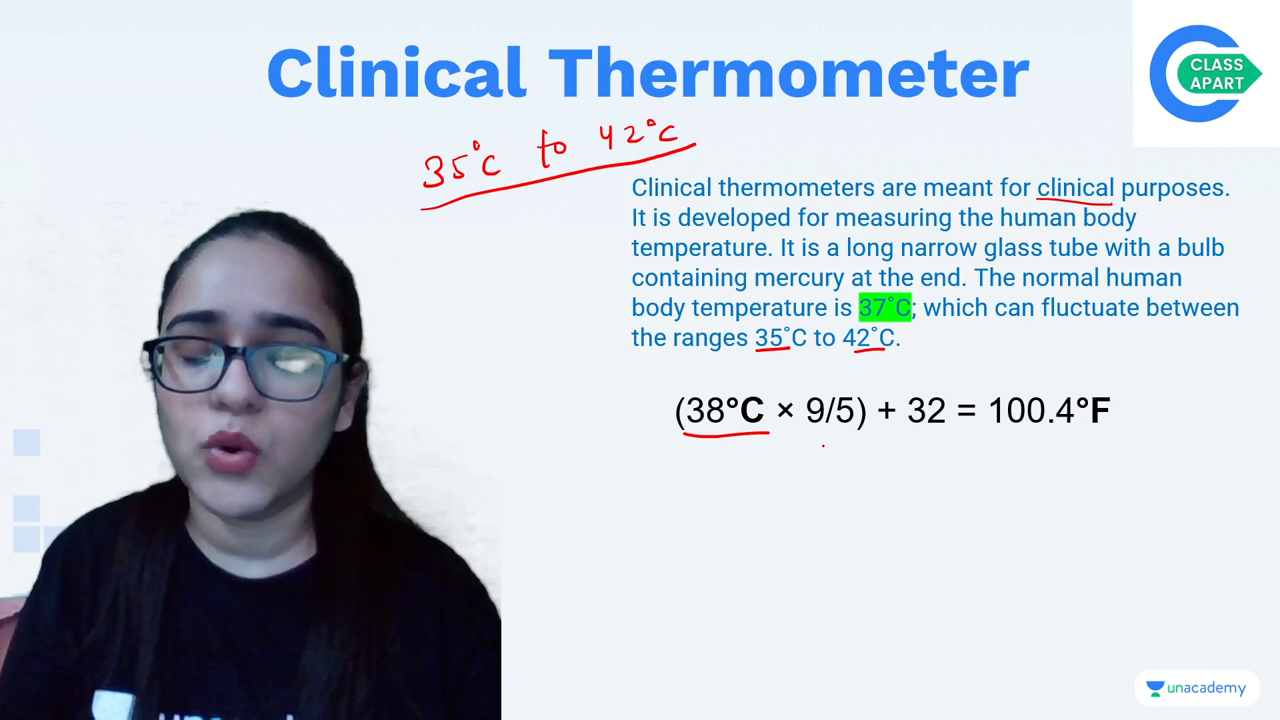 Clinical Thermometer
CLASS
APART
35°C to 42°C
Clinical thermometers are meant for clinical purposes.
It is developed for measuring the human body
temperature. It is a long narrow glass tube with a bulb
containing mercury at the end. The normal human
body temperature is 37°C; which can fluctuate between
the ranges 35°C to 42°C.
(38°C × 9/5) + 32 = 100.4°F
unacademy